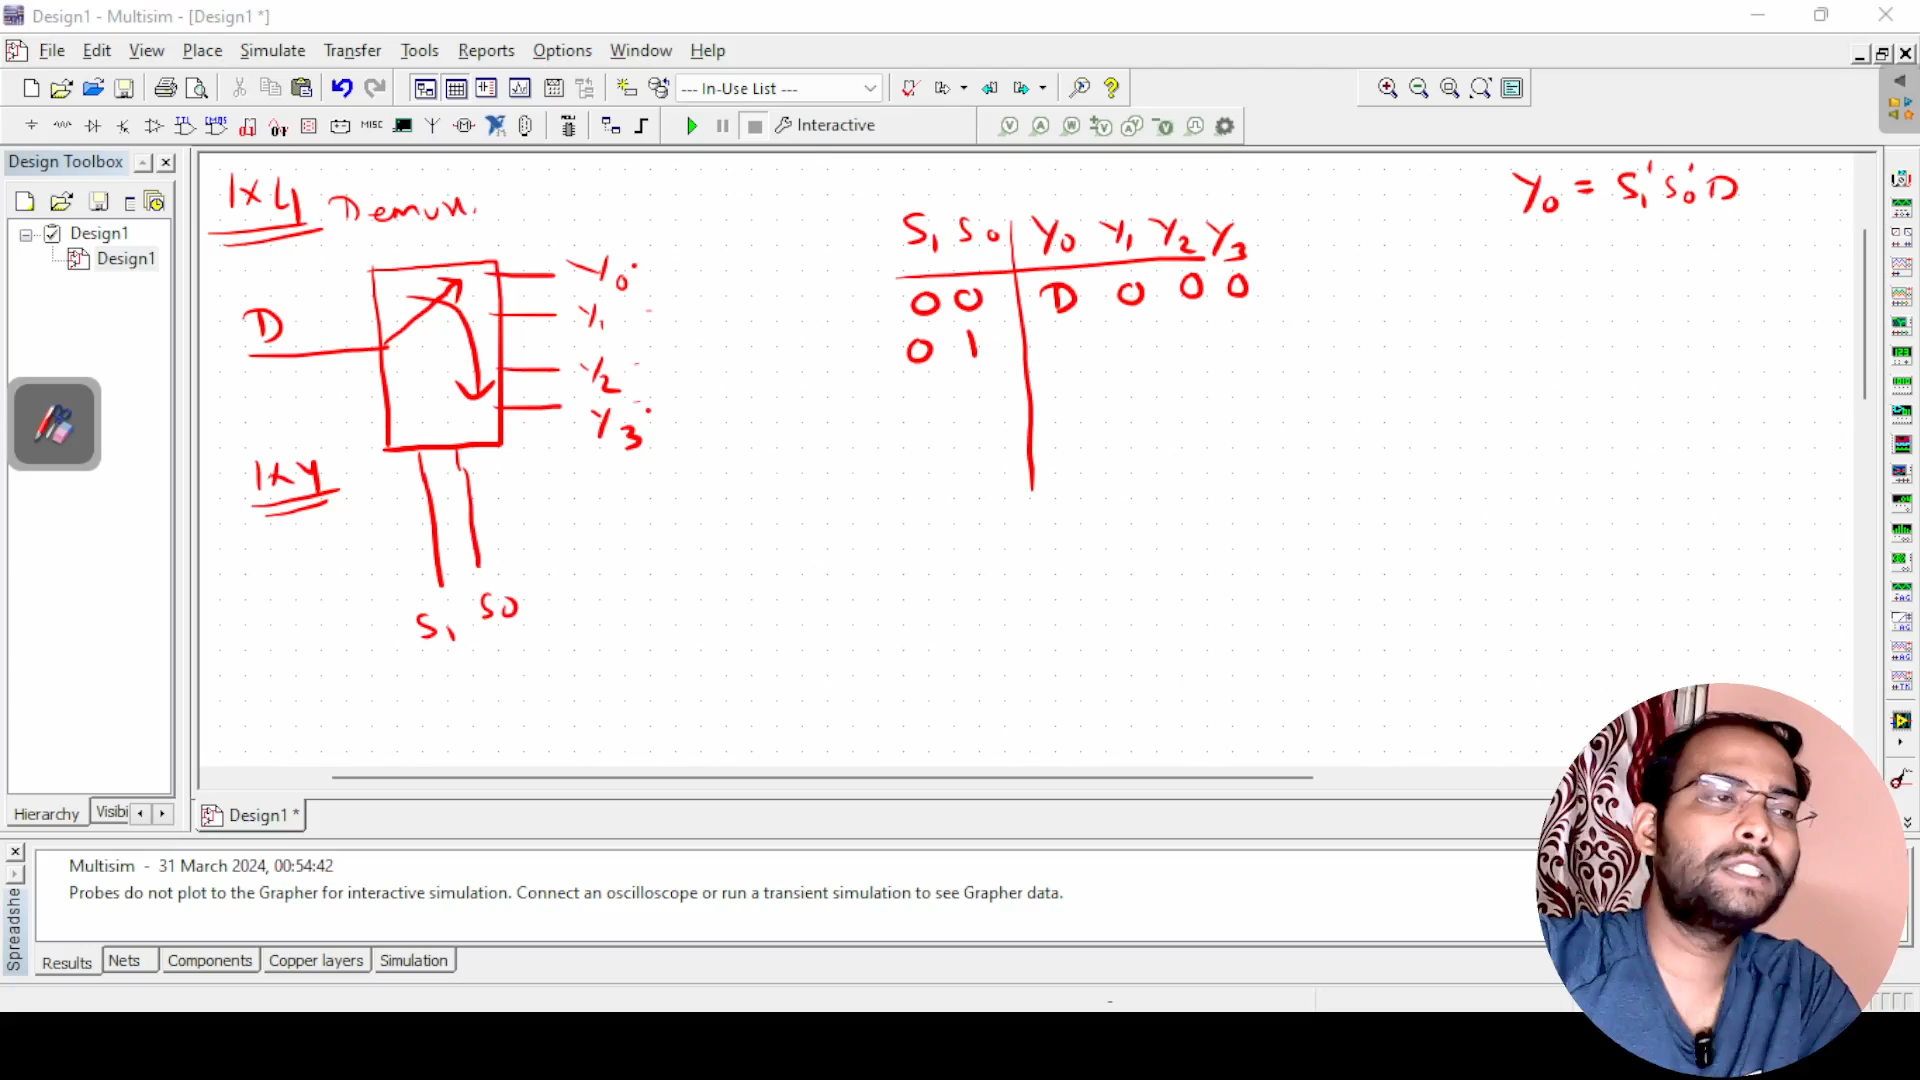 Design1 - Multisim - [Design1 *]
File Edit View Place Simulate Transfer Tools Reports Options Window Help
--- In-Use List ---
MISC
Interactive
Design Toolbox
Design1
Design1
Hierarchy Visibi
1x4 Demux.
D
Y0
Y1
Y2
Y3
1x4
S1 S0
S1 S0 Y0 Y1 Y2 Y3
0 0 D 0 0 0
0 1
Y0 = S1' S0' D
Design1 *
Multisim - 31 March 2024, 00:54:42
Probes do not plot to the Grapher for interactive simulation. Connect an oscilloscope or run a transient simulation to see Grapher data.
Spreadshe
Results Nets Components Copper layers Simulation